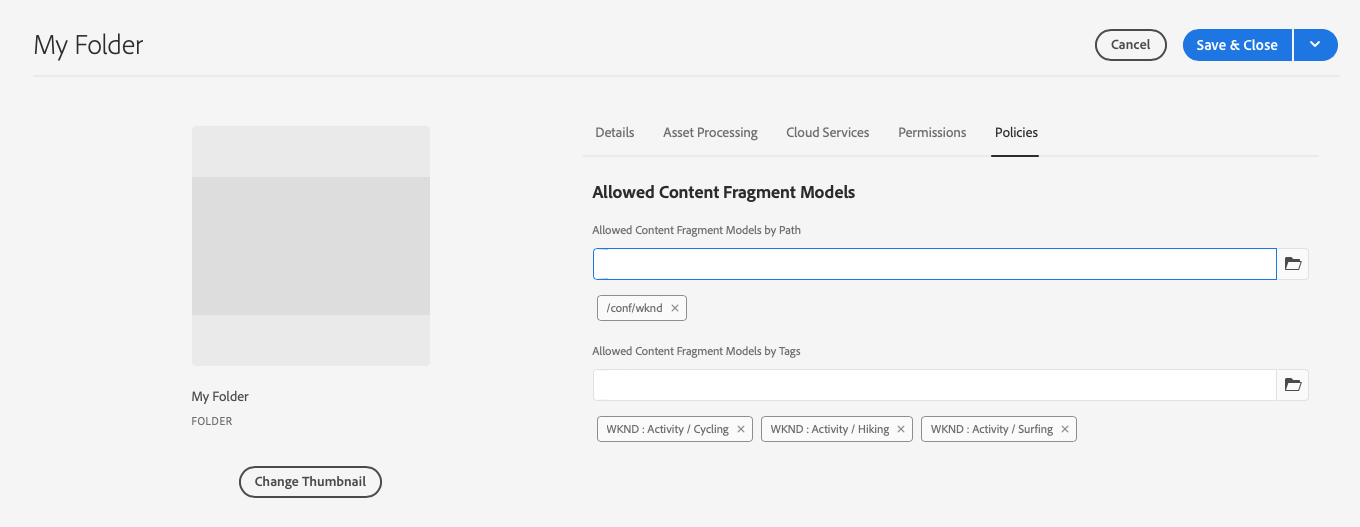 My Folder
Cancel
Save & Close
Details
Asset Processing
Cloud Services
Permissions
Policies
Allowed Content Fragment Models
Allowed Content Fragment Models by Path
/conf/wknd
Allowed Content Fragment Models by Tags
WKND : Activity / Cycling
WKND : Activity / Hiking
WKND : Activity / Surfing
My Folder
FOLDER
Change Thumbnail